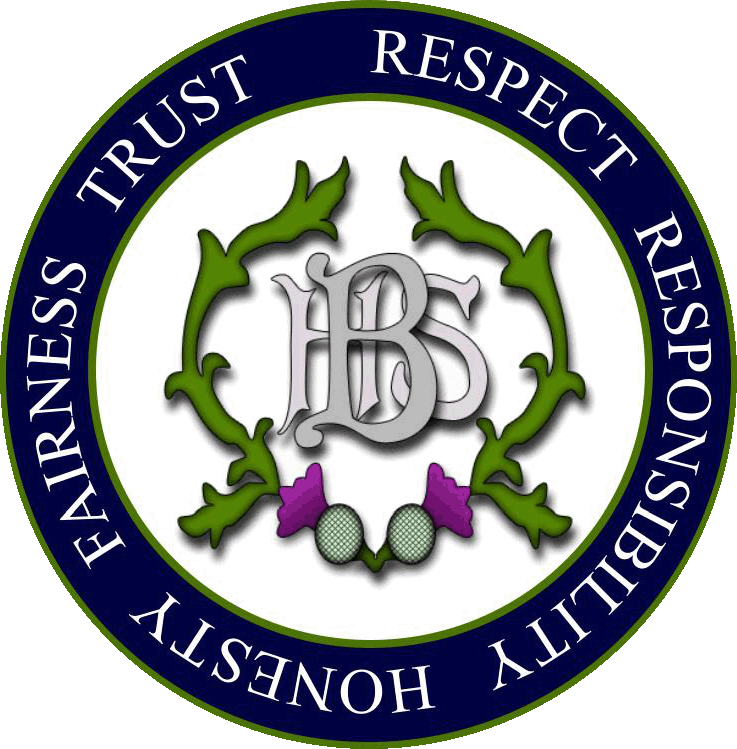 TRUST
RESPECT
RESPONSIBILITY
HONESTY
FAIRNESS
HBS